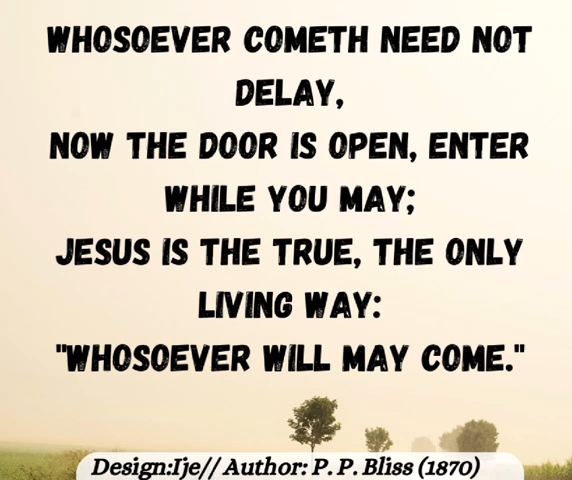 WHOSOEVER COMETH NEED NOT
DELAY,
NOW THE DOOR IS OPEN, ENTER
WHILE YOU MAY;
JESUS IS THE TRUE, THE ONLY
LIVING WAY:
"WHOSOEVER WILL MAY COME."
Design:Ije// Author: P. P. Bliss (1870)